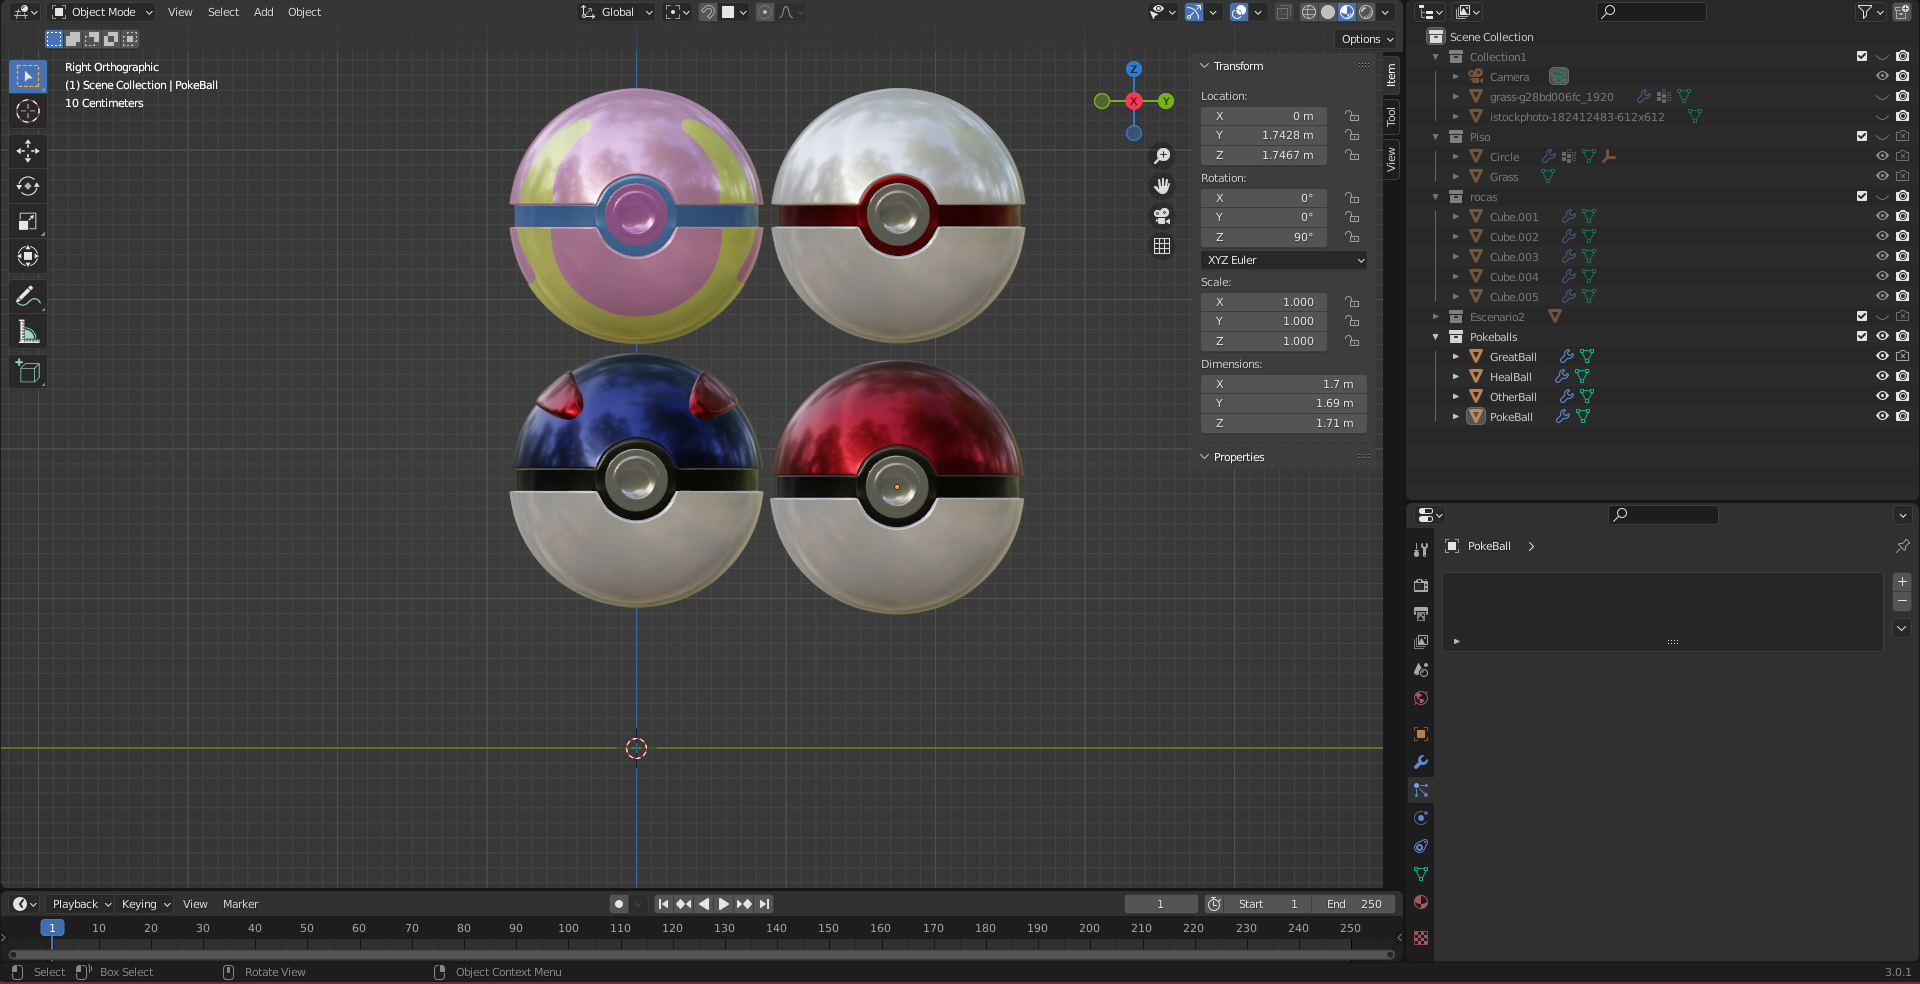 Object Mode View Select Add Object Global
Options
Right Orthographic
(1) Scene Collection | PokeBall
10 Centimeters
Z
X
Y
Item
Tool
View
Transform
Location:
X 0 m
Y 1.7428 m
Z 1.7467 m
Rotation:
X 0°
Y 0°
Z 90°
XYZ Euler
Scale:
X 1.000
Y 1.000
Z 1.000
Dimensions:
X 1.7 m
Y 1.69 m
Z 1.71 m
Properties
Scene Collection
Collection1
Camera
grass-g28bd006fc_1920
istockphoto-182412483-612x612
Piso
Circle
Grass
rocas
Cube.001
Cube.002
Cube.003
Cube.004
Cube.005
Escenario2
Pokeballs
GreatBall
HealBall
OtherBall
PokeBall
PokeBall
Playback Keying View Marker 1 Start 1 End 250
1 10 20 30 40 50 60 70 80 90 100 110 120 130 140 150 160 170 180 190 200 210 220 230 240 250
Select Box Select Rotate View Object Context Menu 3.0.1